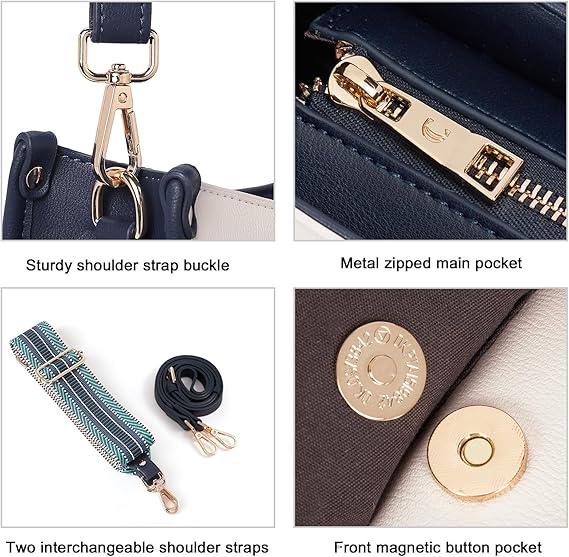 Sturdy shoulder strap buckle
Metal zipped main pocket
Two interchangeable shoulder straps
Front magnetic button pocket